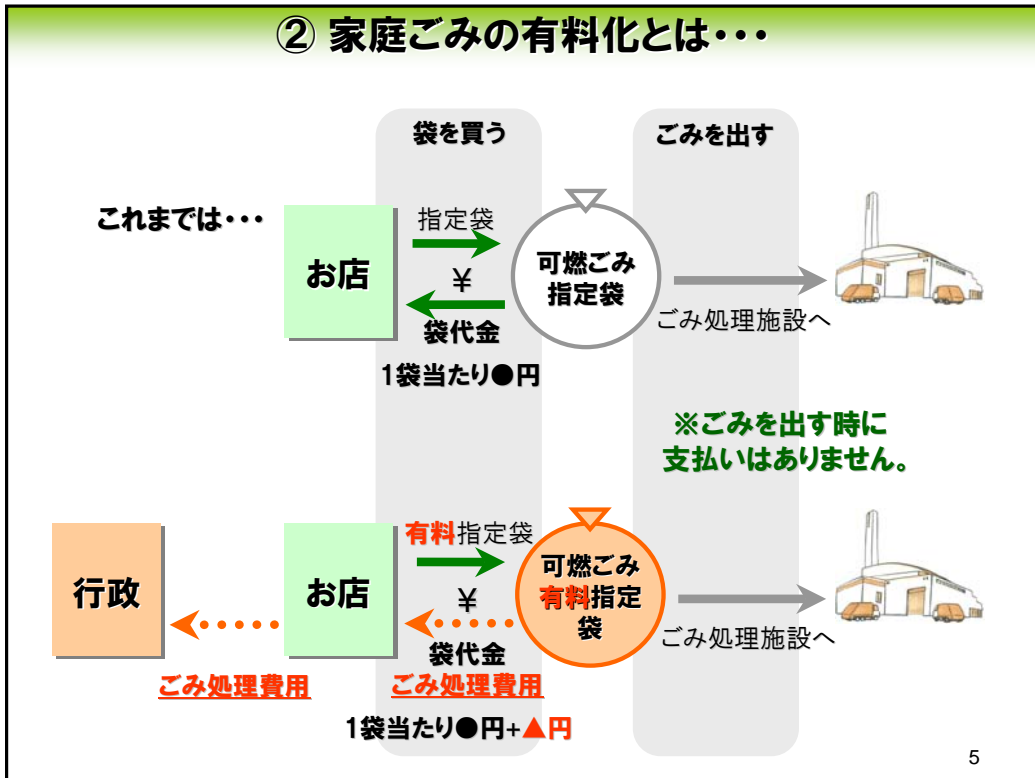 ② 家庭ごみの有料化とは・・・
袋を買う
ごみを出す
これまでは・・・
お店
指定袋
￥
袋代金
1袋当たり●円
可燃ごみ
指定袋
ごみ処理施設へ
※ごみを出す時に
支払いはありません。
行政
お店
有料指定袋
￥
袋代金
ごみ処理費用
ごみ処理費用
1袋当たり●円+▲円
可燃ごみ
有料指定
袋
ごみ処理施設へ
5